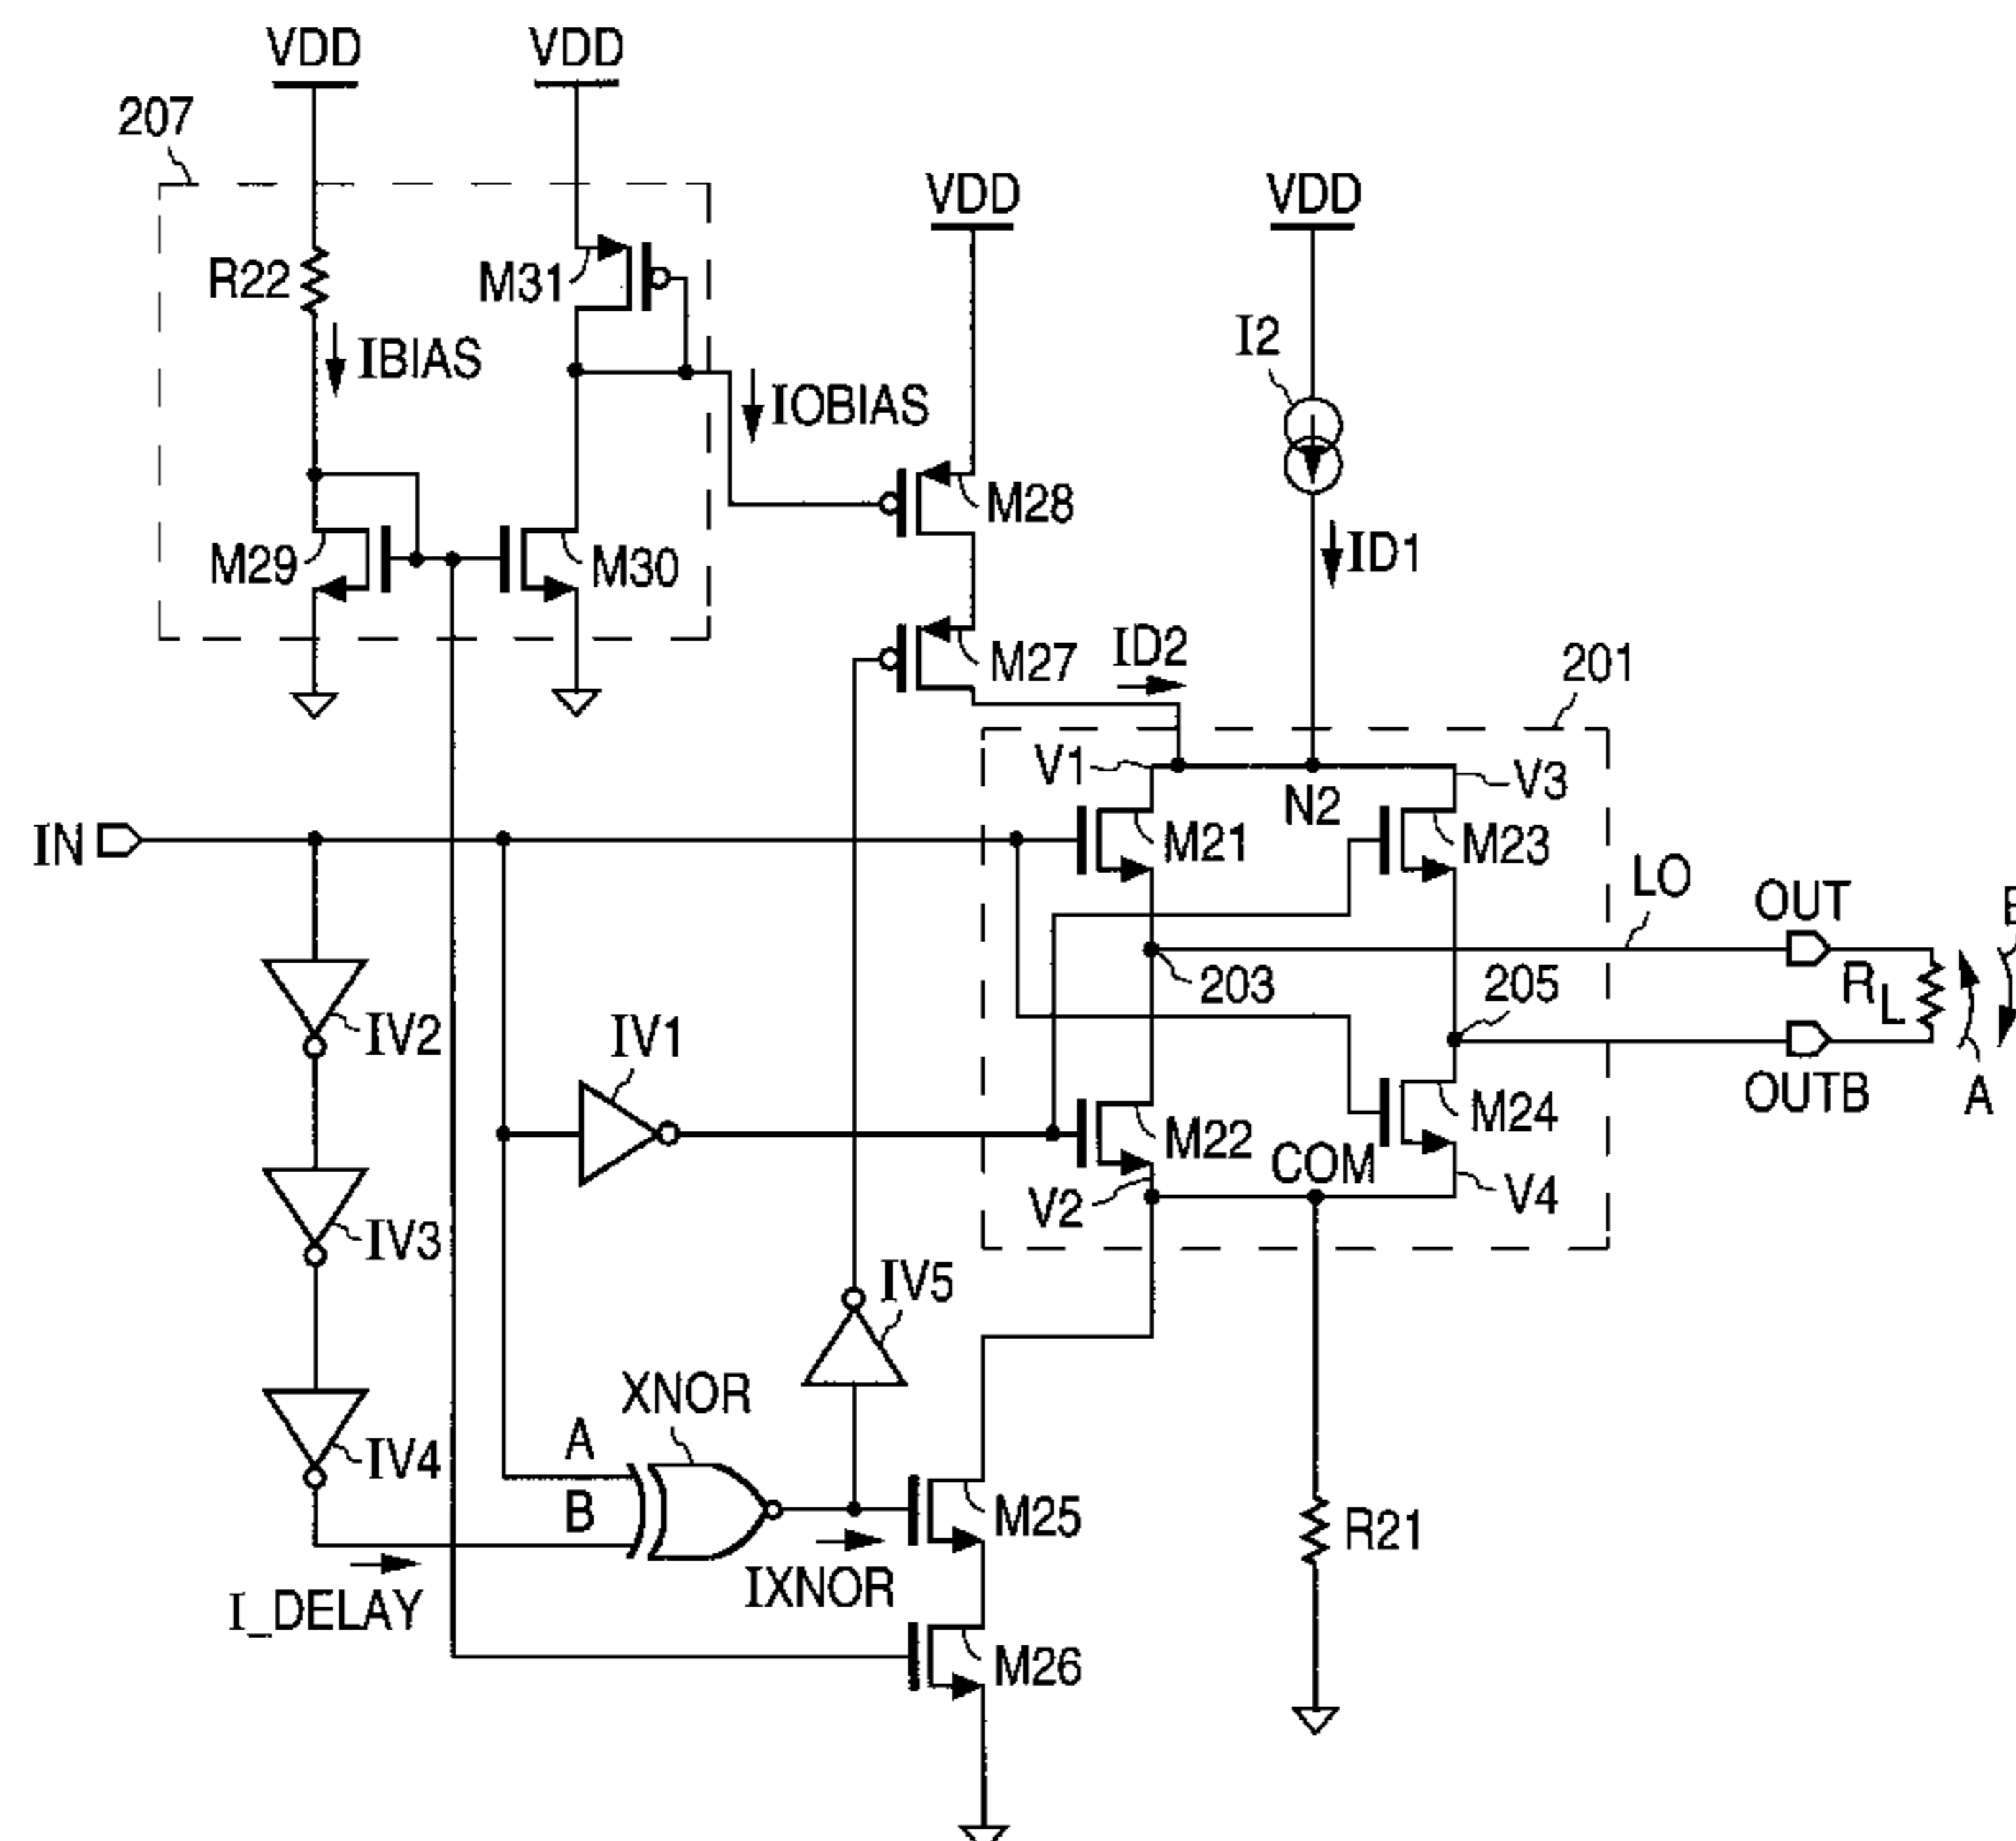 VDD
VDD
207
VDD
VDD
R22
M31
IBIAS
IOBIAS
I2
M28
M29
M30
ID1
M27
ID2
201
V1
N2
V3
IN
M21
M23
LO
OUT
203
205
RL
A
IV2
IV1
OUTB
M22
M24
COM
V2
V4
IV3
IV5
XNOR
A
B
IV4
M25
R21
IXNOR
I_DELAY
M26